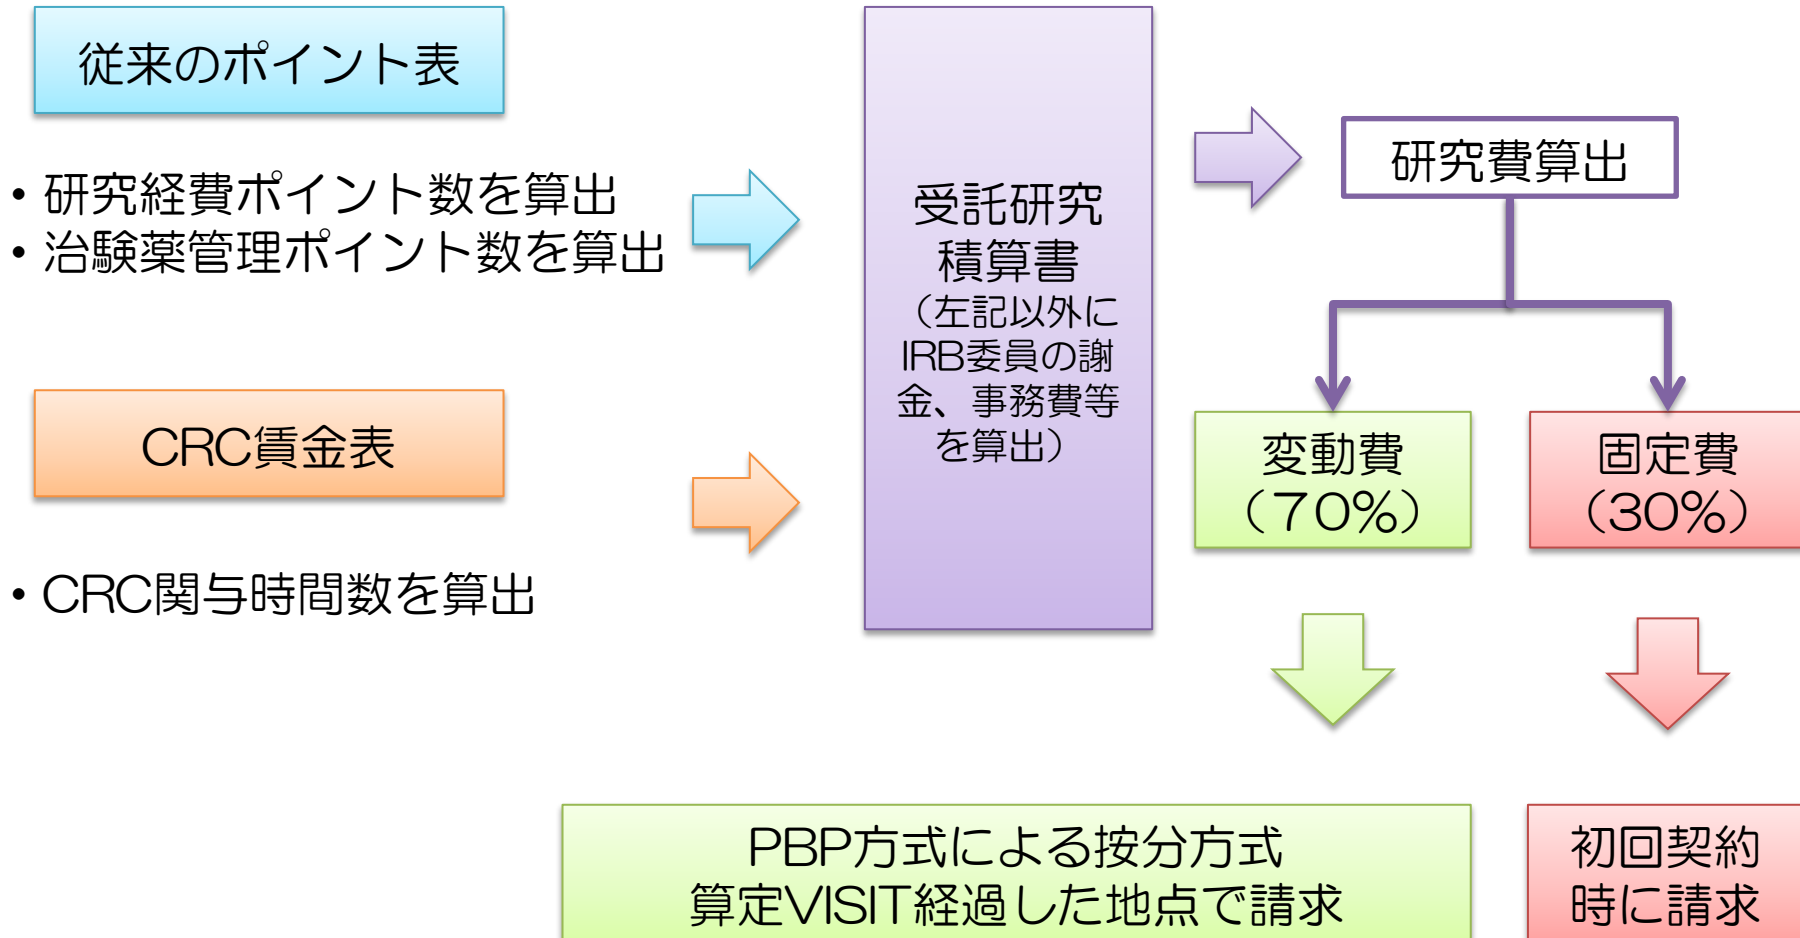 従来のポイント表
・研究経費ポイント数を算出
・治験薬管理ポイント数を算出
CRC賃金表
・CRC関与時間数を算出
受託研究
積算書
（左記以外に
IRB委員の謝
金、事務費等
を算出）
研究費算出
変動費
（７０％）
固定費
（30％）
PBP方式による按分方式
算定VISIT経過した地点で請求
初回契約
時に請求